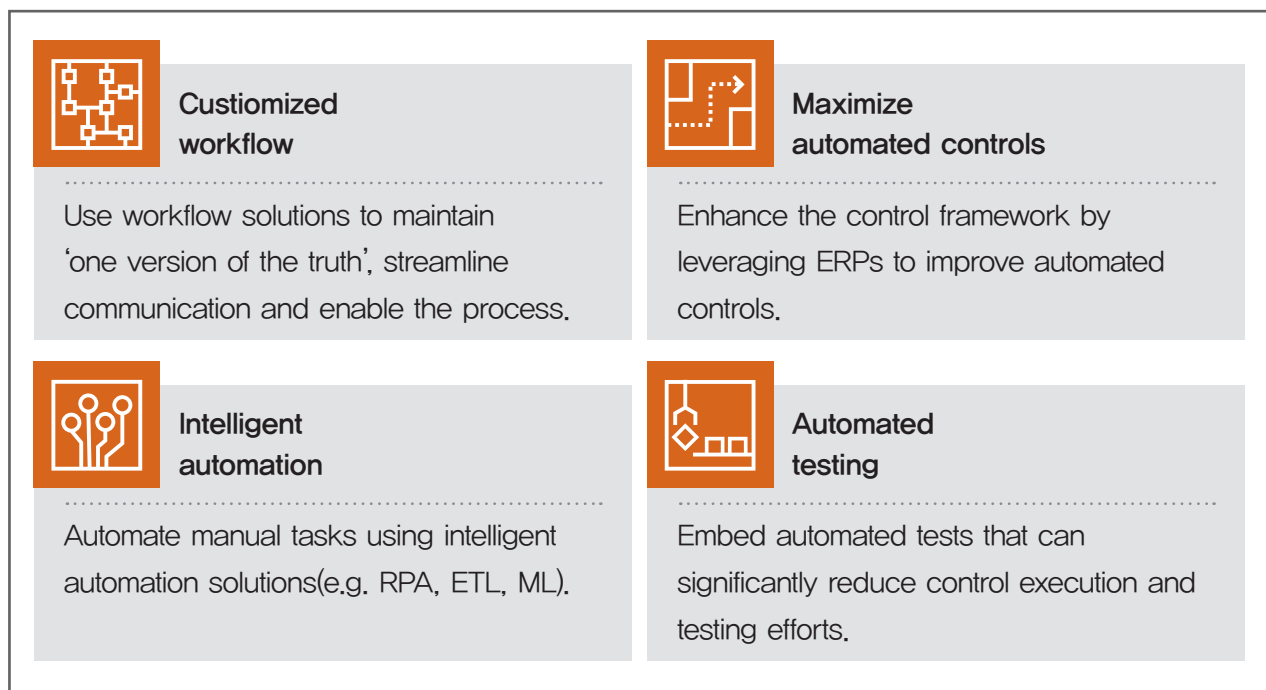 Custiomized
workflow
Use workflow solutions to maintain
‘one version of the truth’, streamline
communication and enable the process.
Maximize
automated controls
Enhance the control framework by
leveraging ERPs to improve automated
controls.
Intelligent
automation
Automate manual tasks using intelligent
automation solutions(e.g. RPA, ETL, ML).
Automated
testing
Embed automated tests that can
significantly reduce control execution and
testing efforts.